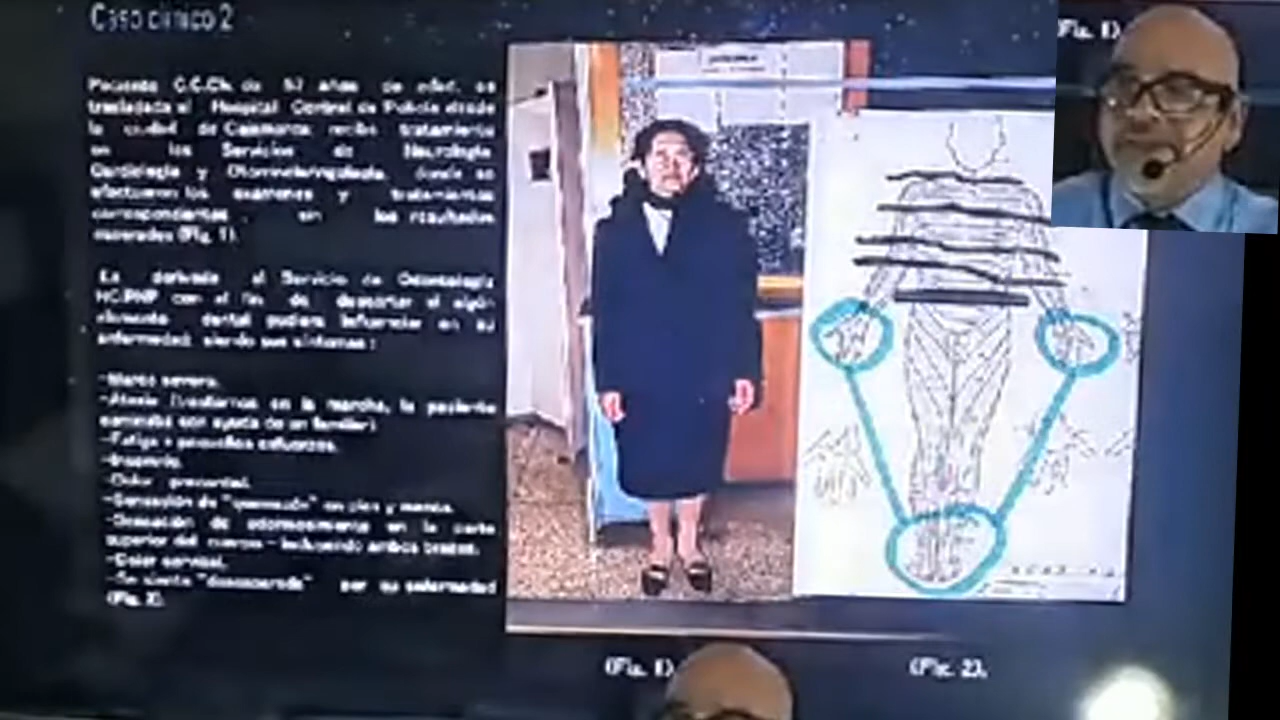 Caso clínico 2
Paciente C.C.Ch. de 57 años de edad, es
trasladada al Hospital Central de Policía desde
la ciudad de Cajamarca recibe tratamiento
en los Servicios de Neurología
Cardiología y Otorrinolaringología, donde se
efectuaron los exámenes y tratamientos
correspondientes, sin los resultados
esperados (Fig. 1).
Es derivada al Servicio de Odontología
HC.PNP con el fin de descartar si algún
elemento dental pudiera influenciar en su
enfermedad; siendo sus síntomas:
-Mareo severo.
-Ataxia (trastornos en la marcha, la paciente
caminaba con ayuda de un familiar)
-Fatiga a pequeños esfuerzos.
-Insomnio.
-Dolor precordial.
-Sensación de "quemazón" en pies y manos.
-Sensación de adormecimiento en la parte
superior del cuerpo - incluyendo ambos brazos.
-Dolor cervical.
-Se siente "desesperada" por su enfermedad
(Fig. 2).
(Fig. 1)
(Fig. 2).
(Fig. 1)